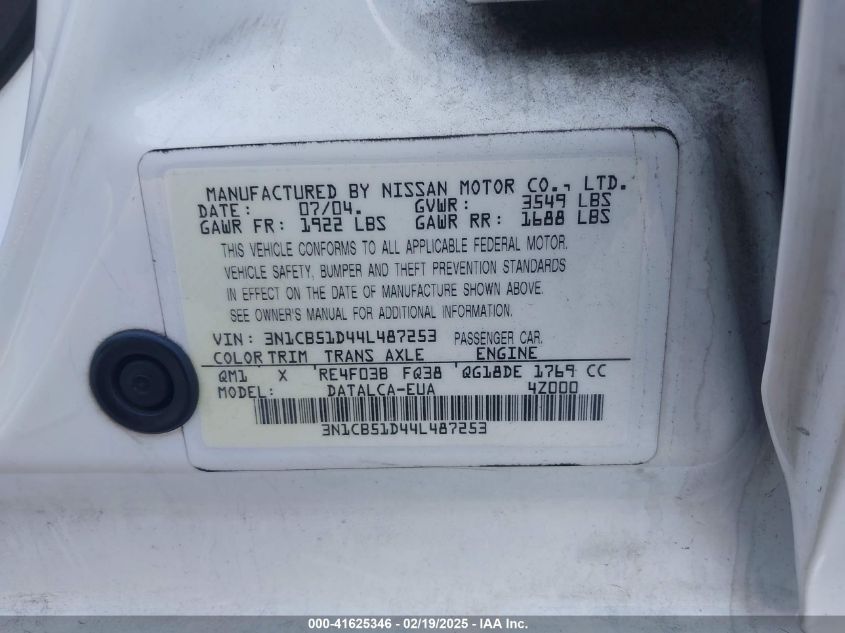 MANUFACTURED BY NISSAN MOTOR CO., LTD.
DATE: 07/04. GVWR: 3549 LBS
GAWR FR: 1922 LBS GAWR RR: 1688 LBS
THIS VEHICLE CONFORMS TO ALL APPLICABLE FEDERAL MOTOR
VEHICLE SAFETY, BUMPER AND THEFT PREVENTION STANDARDS
IN EFFECT ON THE DATE OF MANUFACTURE SHOWN ABOVE.
SEE OWNER'S MANUAL FOR ADDITIONAL INFORMATION.
VIN: 3N1CB51D44L487253 PASSENGER CAR.
COLOR TRIM TRANS AXLE ENGINE
QM1 X RE4F03B FQ38 QG18DE 1769 CC
MODEL: DATALCA-EUA 4Z000
3N1CB51D44L487253
000-41625346 - 02/19/2025 - IAA Inc.